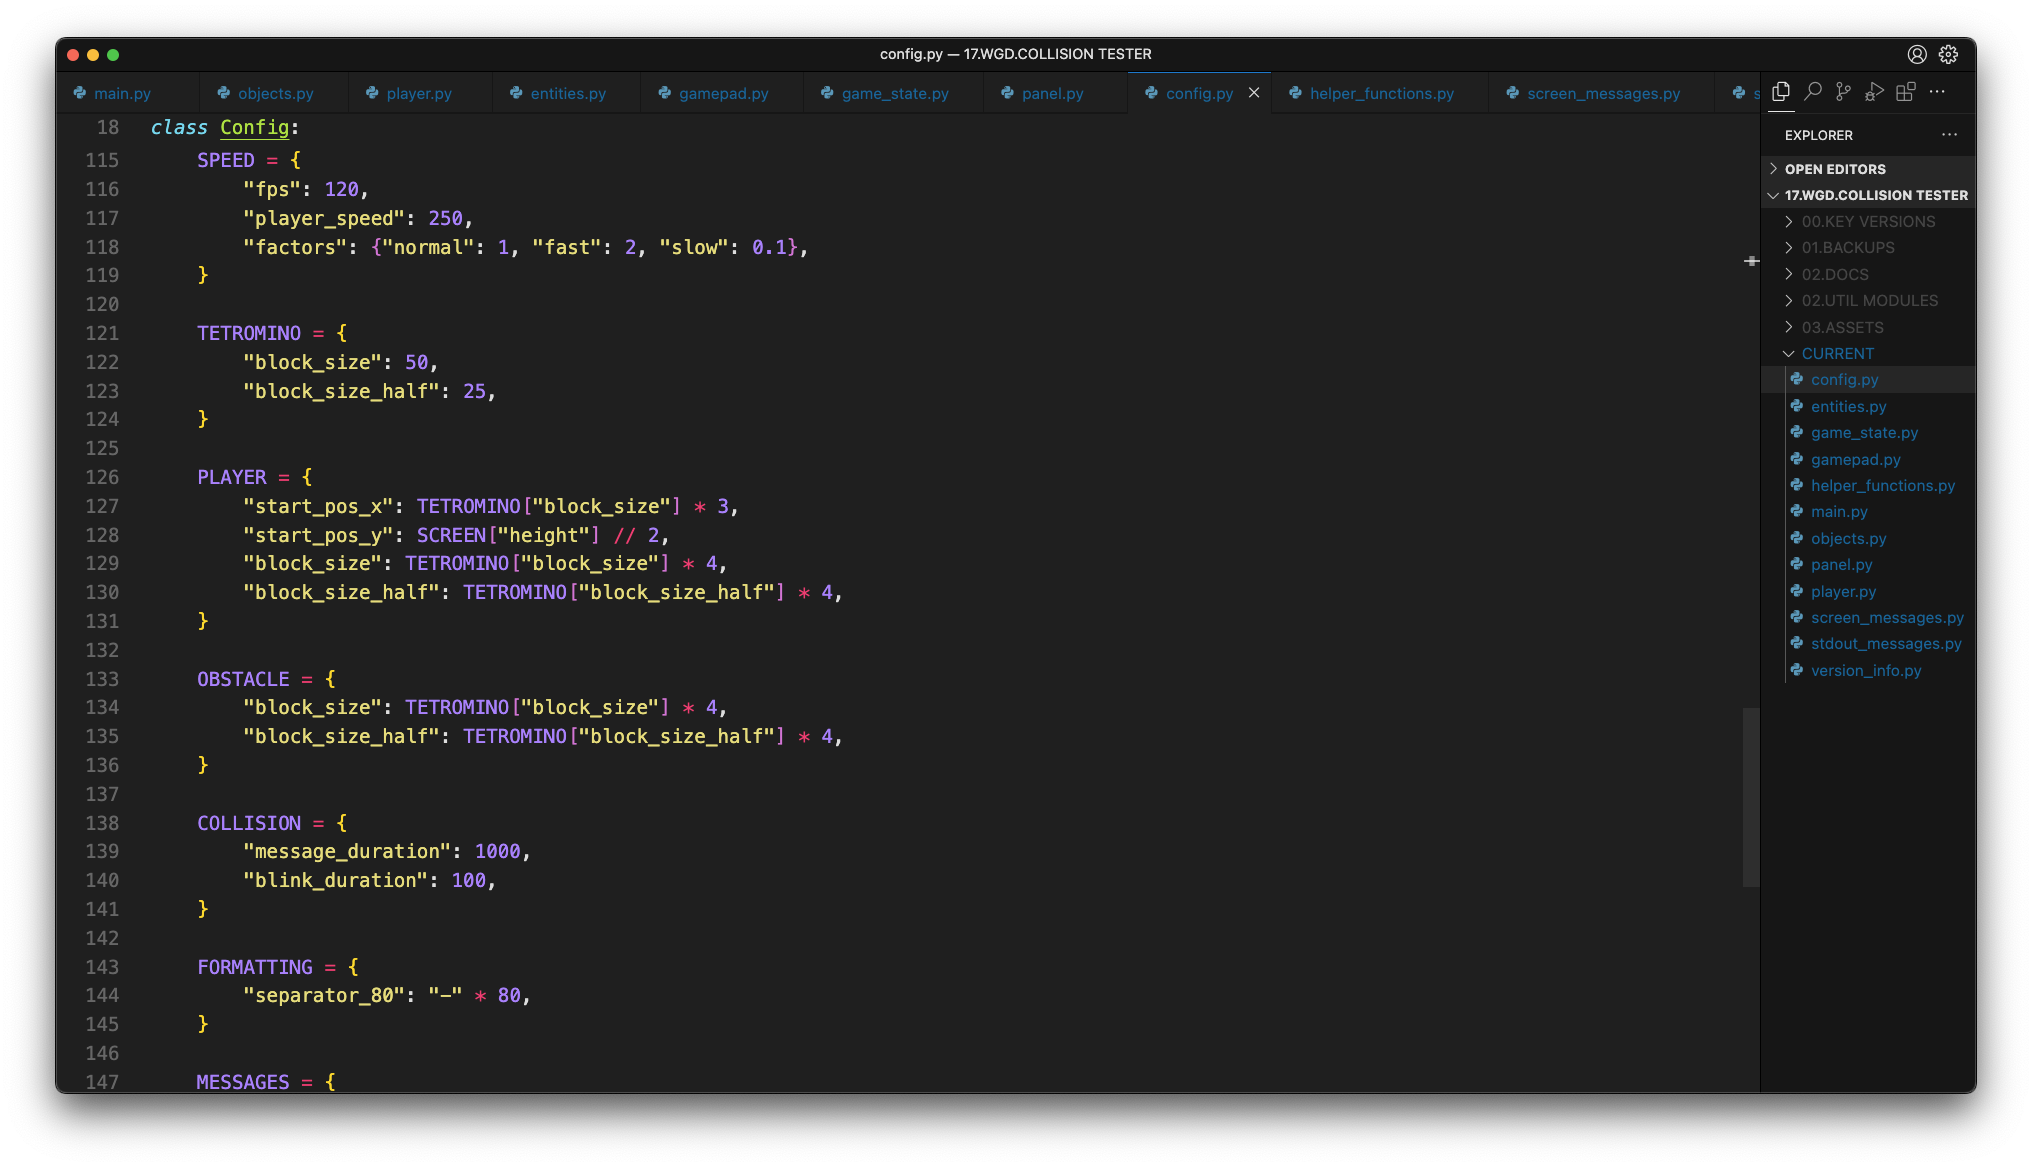 config.py — 17.WGD.COLLISION TESTER
main.py objects.py player.py entities.py gamepad.py game_state.py panel.py config.py helper_functions.py screen_messages.py
18 class Config:
115 SPEED = {
116 "fps": 120,
117 "player_speed": 250,
118 "factors": {"normal": 1, "fast": 2, "slow": 0.1},
119 }
120
121 TETROMINO = {
122 "block_size": 50,
123 "block_size_half": 25,
124 }
125
126 PLAYER = {
127 "start_pos_x": TETROMINO["block_size"] * 3,
128 "start_pos_y": SCREEN["height"] // 2,
129 "block_size": TETROMINO["block_size"] * 4,
130 "block_size_half": TETROMINO["block_size_half"] * 4,
131 }
132
133 OBSTACLE = {
134 "block_size": TETROMINO["block_size"] * 4,
135 "block_size_half": TETROMINO["block_size_half"] * 4,
136 }
137
138 COLLISION = {
139 "message_duration": 1000,
140 "blink_duration": 100,
141 }
142
143 FORMATTING = {
144 "separator_80": "-" * 80,
145 }
146
147 MESSAGES = {
EXPLORER
OPEN EDITORS
17.WGD.COLLISION TESTER
00.KEY VERSIONS
01.BACKUPS
02.DOCS
02.UTIL MODULES
03.ASSETS
CURRENT
config.py
entities.py
game_state.py
gamepad.py
helper_functions.py
main.py
objects.py
panel.py
player.py
screen_messages.py
stdout_messages.py
version_info.py